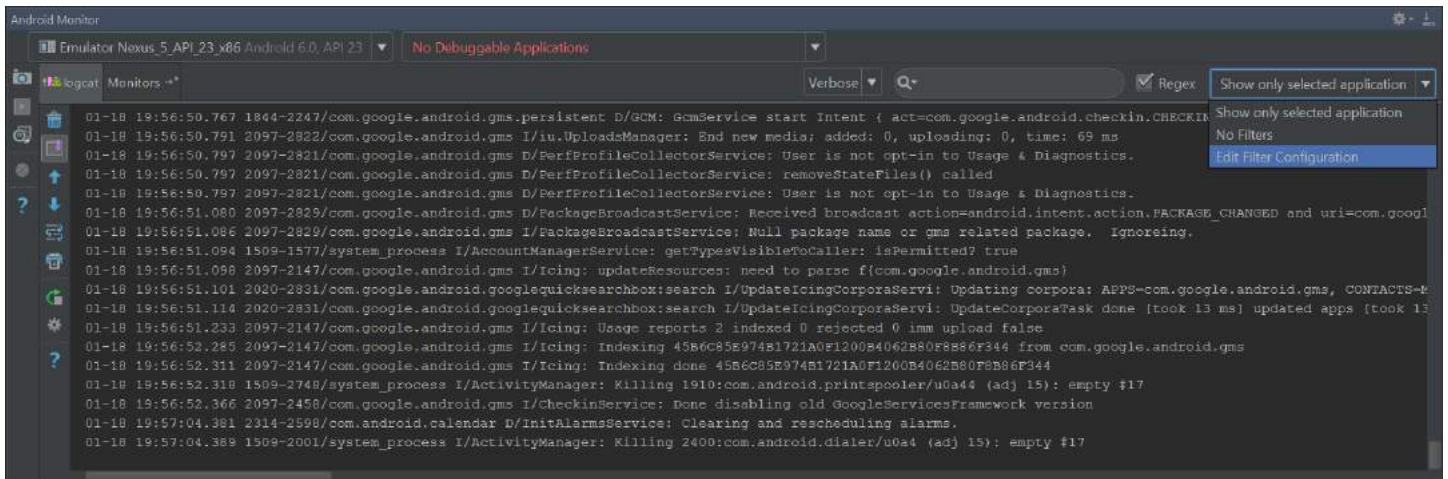 Android Monitor
Emulator Nexus_5_API_23_x86 Android 6.0, API 23
No Debuggable Applications
logcat Monitors
Verbose
Regex
Show only selected application
Show only selected application
No Filters
Edit Filter Configuration
01-18 19:56:50.767 1844-2247/com.google.android.gms.persistent D/GCM: GcmService start Intent { act=com.google.android.checkin.CHECKIN
01-18 19:56:50.791 2097-2822/com.google.android.gms I/iu.UploadsManager: End new media; added: 0, uploading: 0, time: 69 ms
01-18 19:56:50.797 2097-2821/com.google.android.gms D/PerfProfileCollectorService: User is not opt-in to Usage & Diagnostics.
01-18 19:56:50.797 2097-2821/com.google.android.gms D/PerfProfileCollectorService: removeStateFiles() called
01-18 19:56:50.797 2097-2821/com.google.android.gms D/PerfProfileCollectorService: User is not opt-in to Usage & Diagnostics.
01-18 19:56:51.080 2097-2829/com.google.android.gms D/PackageBroadcastService: Received broadcast action=android.intent.action.PACKAGE_CHANGED and uri=com.googl
01-18 19:56:51.086 2097-2829/com.google.android.gms I/PackageBroadcastService: Null package name or gms related package. Ignoreing.
01-18 19:56:51.094 1509-1577/system_process I/AccountManagerService: getTypesVisibleToCaller: isPermitted? true
01-18 19:56:51.098 2097-2147/com.google.android.gms I/Icing: updateResources: need to parse f{com.google.android.gms}
01-18 19:56:51.101 2020-2831/com.google.android.googlequicksearchbox:search I/UpdateIcingCorporaServi: Updating corpora: APPS=com.google.android.gms, CONTACTS=M
01-18 19:56:51.114 2020-2831/com.google.android.googlequicksearchbox:search I/UpdateIcingCorporaServi: UpdateCorporaTask done [took 13 ms] updated apps [took 13
01-18 19:56:51.233 2097-2147/com.google.android.gms I/Icing: Usage reports 2 indexed 0 rejected 0 imm upload false
01-18 19:56:52.285 2097-2147/com.google.android.gms I/Icing: Indexing 45B6C85E974B1721A0F1200B4062B80F8B86F344 from com.google.android.gms
01-18 19:56:52.311 2097-2147/com.google.android.gms I/Icing: Indexing done 45B6C85E974B1721A0F1200B4062B80F8B86F344
01-18 19:56:52.318 1509-2748/system_process I/ActivityManager: Killing 1910:com.android.printspooler/u0a44 (adj 15): empty #17
01-18 19:56:52.366 2097-2458/com.google.android.gms I/CheckinService: Done disabling old GoogleServicesFramework version
01-18 19:57:04.381 2314-2598/com.android.calendar D/InitAlarmsService: Clearing and rescheduling alarms.
01-18 19:57:04.389 1509-2001/system_process I/ActivityManager: Killing 2400:com.android.dialer/u0a4 (adj 15): empty #17